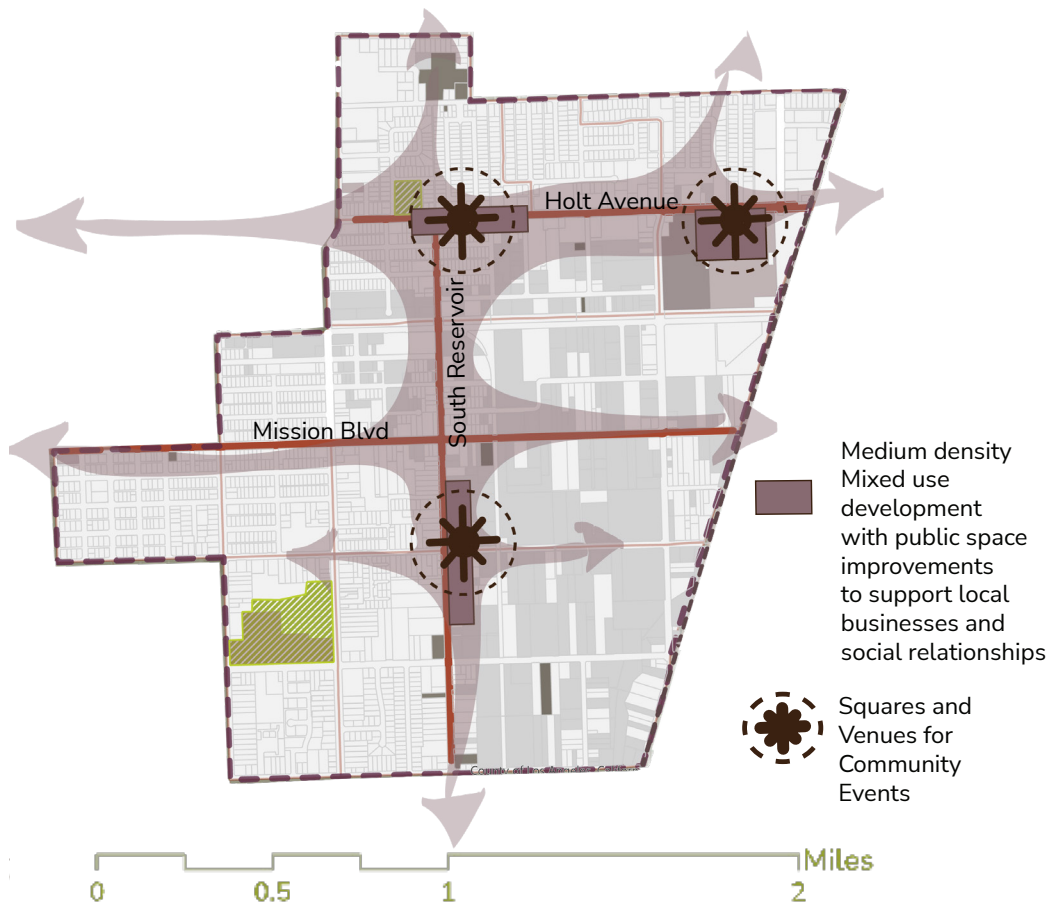 Holt Avenue
South Reservoir
Mission Blvd
Medium density
Mixed use
development
with public space
improvements
to support local
businesses and
social relationships
Squares and
Venues for
Community
Events
Miles
0
0.5
1
2